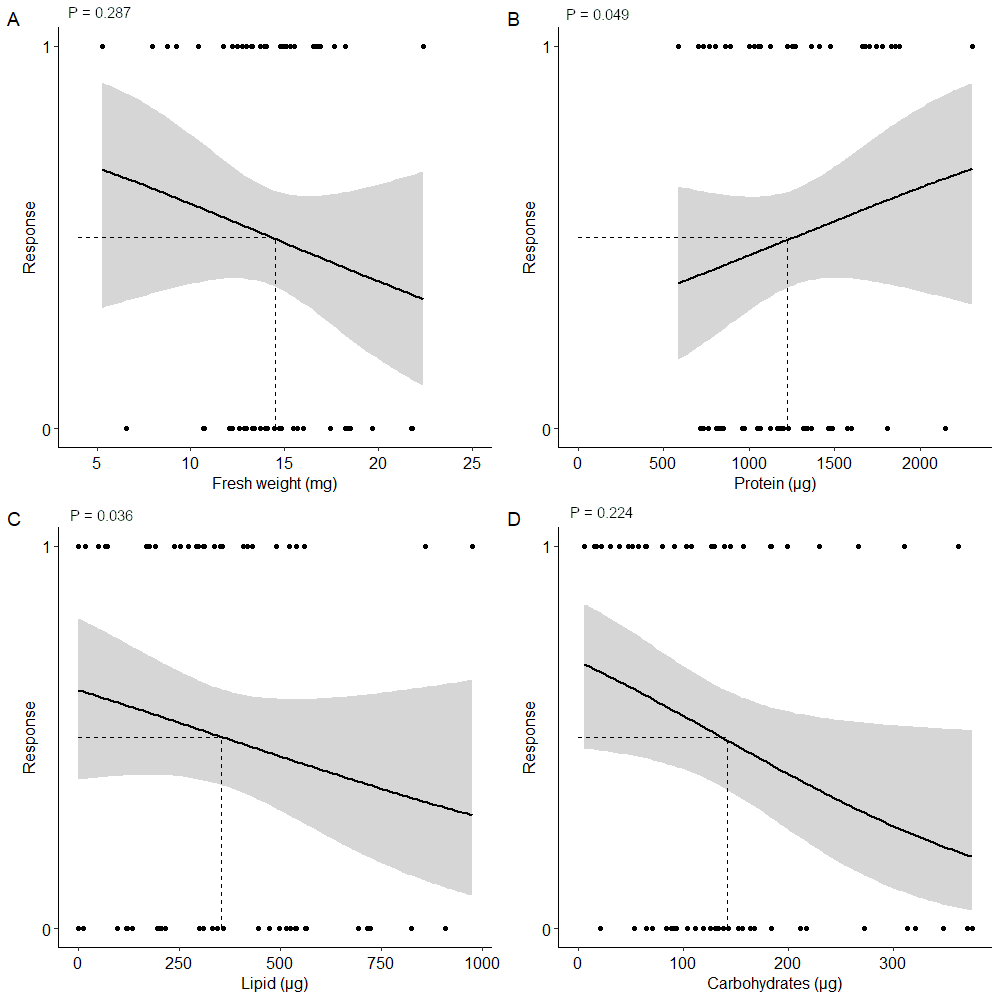 A
P = 0.287
1
0
Response
5
10
15
20
25
Fresh weight (mg)
B
P = 0.049
1
0
Response
0
500
1000
1500
2000
Protein (µg)
C
P = 0.036
1
0
Response
0
250
500
750
1000
Lipid (µg)
D
P = 0.224
1
0
Response
0
100
200
300
Carbohydrates (µg)